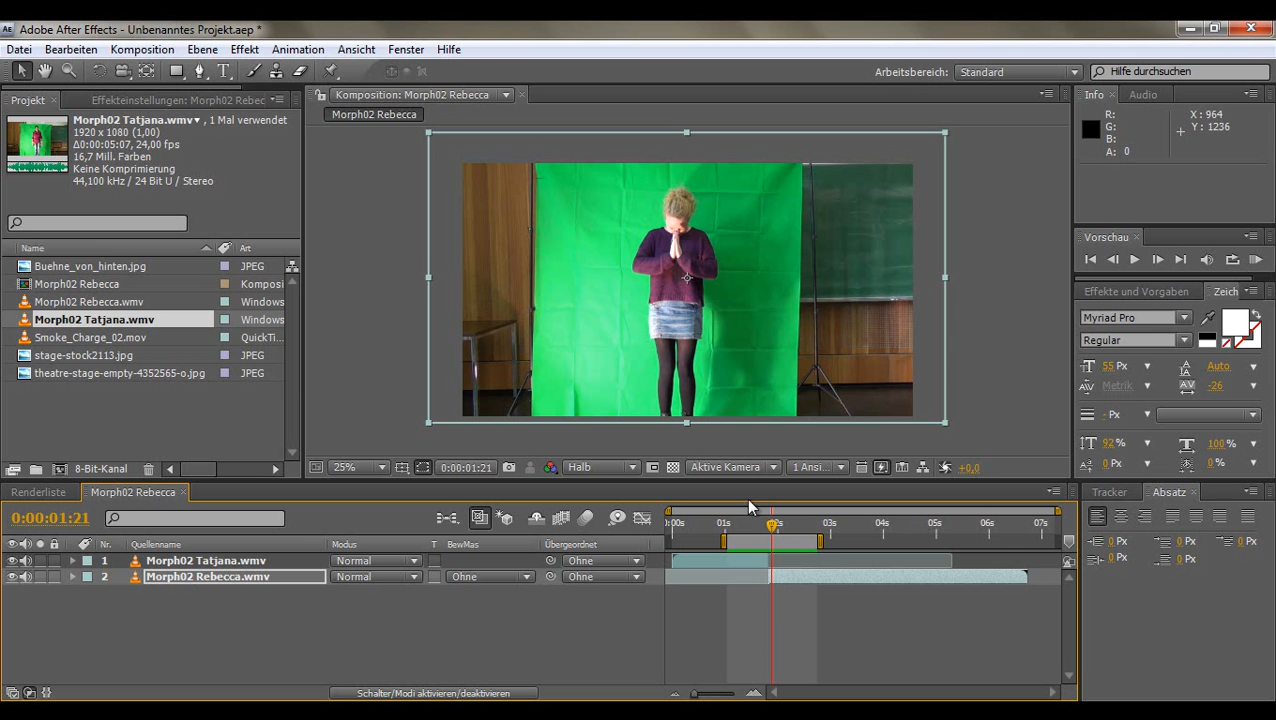 Adobe After Effects - Unbenanntes Projekt.aep *
Datei Bearbeiten Komposition Ebene Effekt Animation Ansicht Fenster Hilfe
Arbeitsbereich: Standard Hilfe durchsuchen
Projekt Effekteinstellungen: Morph02 Rebec
Morph02 Tatjana.wmv , 1 Mal verwendet
1920 x 1080 (1,00)
Δ0:00:05:07, 24,00 fps
16,7 Mill. Farben
Keine Komprimierung
44,100 kHz / 24 Bit U / Stereo
Name Art
Buehne_von_hinten.jpg JPEG
Morph02 Rebecca Komposi
Morph02 Rebecca.wmv Windows
Morph02 Tatjana.wmv Windows
Smoke_Charge_02.mov QuickTi...
stage-stock2113.jpg JPEG
theatre-stage-empty-4352565-o.jpg JPEG
8-Bit-Kanal
Komposition: Morph02 Rebecca
Morph02 Rebecca
25% 0:00:01:21 Halb Aktive Kamera 1 Ansi... +0,0
Info Audio
R:
G:
B:
A: 0
X : 964
Y : 1236
Vorschau
Effekte und Vorgaben Zeich
Myriad Pro
Regular
55 Px Auto
Metrik -26
- Px
92 % 100 %
0 Px 0 %
Renderliste Morph02 Rebecca
0:00:01:21
:00s 01s 02s 03s 04s 05s 06s 07s
Nr. Quellenname Modus T BewMas Übergeordnet
1 Morph02 Tatjana.wmv Normal Ohne
2 Morph02 Rebecca.wmv Normal Ohne Ohne
Schalter/Modi aktivieren/deaktivieren
Tracker Absatz
0 Px 0 Px 0 Px
0 Px 0 Px